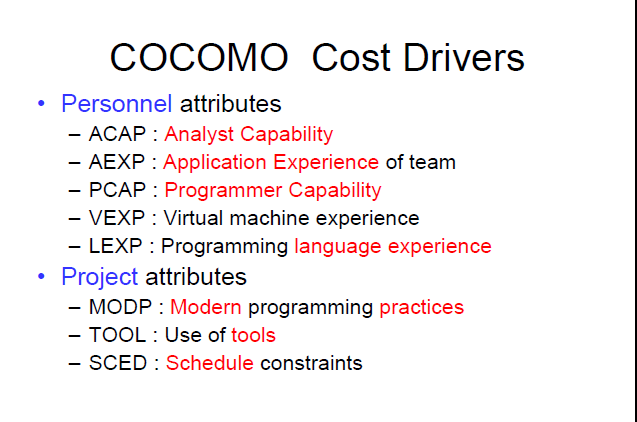 COCOMO  Cost Drivers
• Personnel attributes
– ACAP : Analyst Capability
– AEXP : Application Experience of team
– PCAP : Programmer Capability
– VEXP : Virtual machine experience
– LEXP : Programming language experience
• Project attributes
– MODP : Modern programming practices
– TOOL : Use of tools
– SCED : Schedule constraints